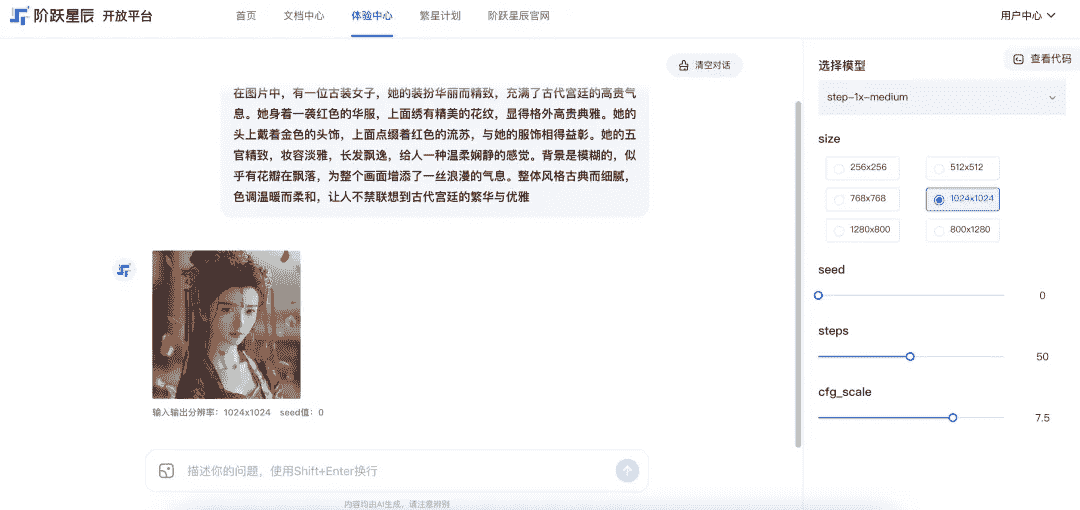 阶跃星辰 开放平台
首页 文档中心 体验中心 繁星计划 阶跃星辰官网
用户中心
清空对话
查看代码
在图片中，有一位古装女子，她的装扮华丽而精致，充满了古代宫廷的高贵气
息。她身着一袭红色的华服，上面绣有精美的花纹，显得格外高贵典雅。她的
头上戴着金色的头饰，上面点缀着红色的流苏，与她的服饰相得益彰。她的五
官精致，妆容淡雅，长发飘逸，给人一种温柔娴静的感觉。背景是模糊的，似
乎有花瓣在飘落，为整个画面增添了一丝浪漫的气息。整体风格古典而细腻，
色调温暖而柔和，让人不禁联想到古代宫廷的繁华与优雅
输入输出分辨率：1024x1024 seed值：0
描述你的问题，使用Shift+Enter换行
内容均由AI生成，请注意辨别
选择模型
step-1x-medium
size
256x256 512x512
768x768 1024x1024
1280x800 800x1280
seed
0
steps
50
cfg_scale
7.5